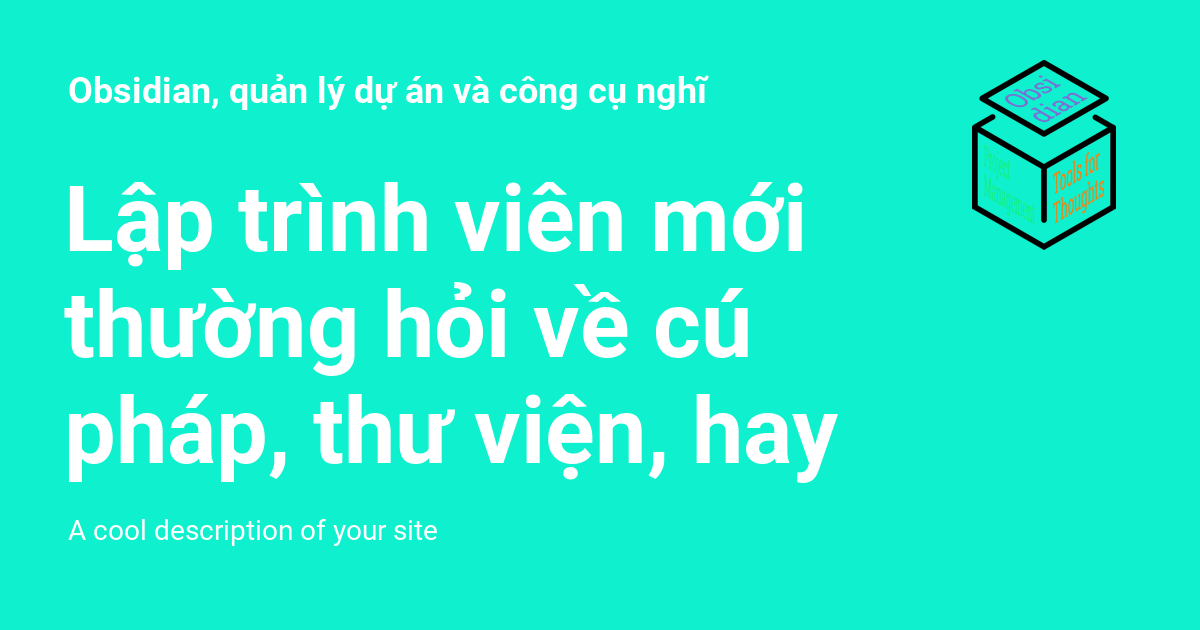 Obsidian, quản lý dự án và công cụ nghĩ
Obsi
dian
Lập trình viên mới
thường hỏi về cú
pháp, thư viện, hay
Project
Management
Tools for
Thoughts
A cool description of your site